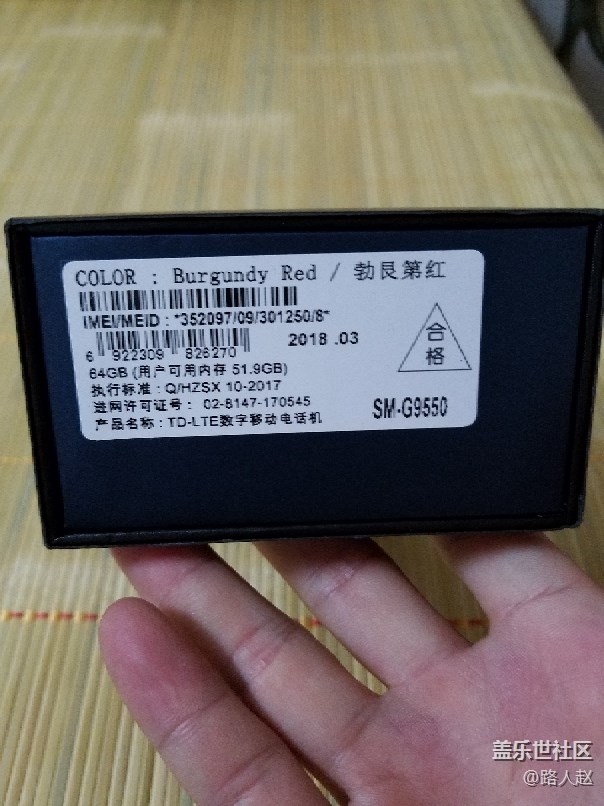 COLOR : Burgundy Red / 勃艮第红
IMEI/MEID : *352097/09/301250/8*
6 922309 826270
2018 .03
合格
64GB (用户可用内存 51.9GB)
执行标准 : Q/HZSX 10-2017
进网许可证号 : 02-8147-170545
产品名称 : TD-LTE数字移动电话机
SM-G9550
盖乐世社区
@路人赵